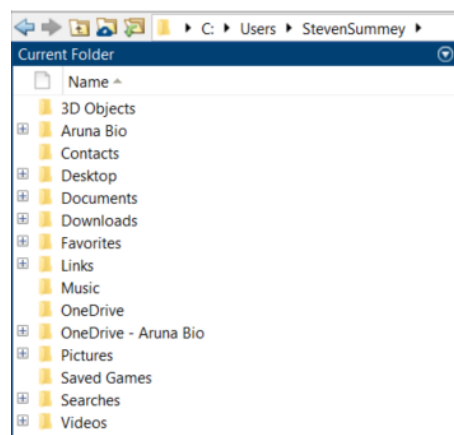 C: Users StevenSummey
Current Folder
Name
3D Objects
Aruna Bio
Contacts
Desktop
Documents
Downloads
Favorites
Links
Music
OneDrive
OneDrive - Aruna Bio
Pictures
Saved Games
Searches
Videos